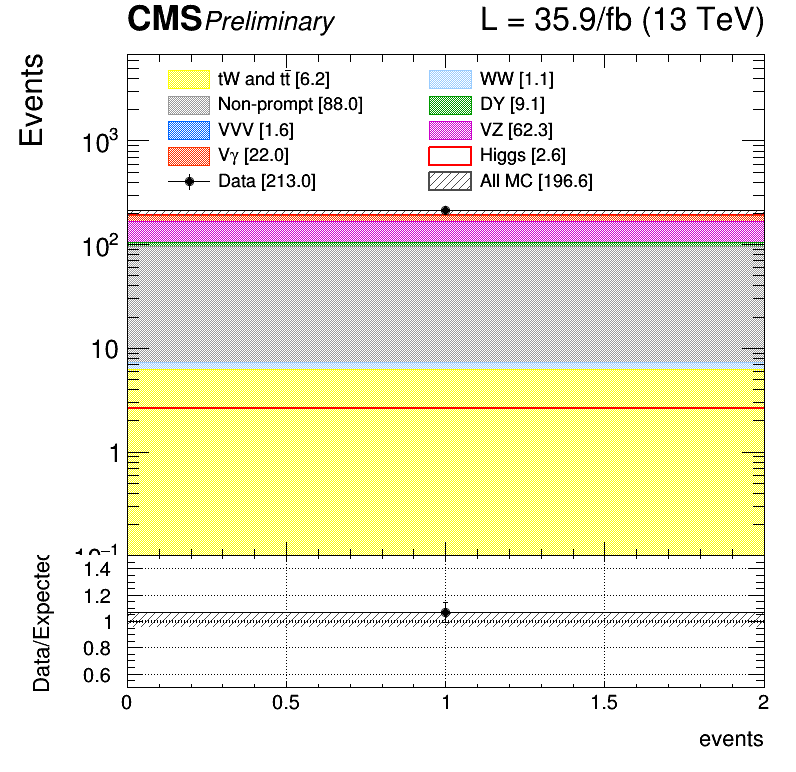 CMS Preliminary L = 35.9/fb (13 TeV)
Events
tW and tt̄ [6.2] WW [1.1]
Non-prompt [88.0] DY [9.1]
VVV [1.6] VZ [62.3]
Vγ [22.0] Higgs [2.6]
Data [213.0] All MC [196.6]
10³
10²
10
1
10⁻¹
Data/Expected
1.4
1.2
1
0.8
0.6
0 0.5 1 1.5 2
events